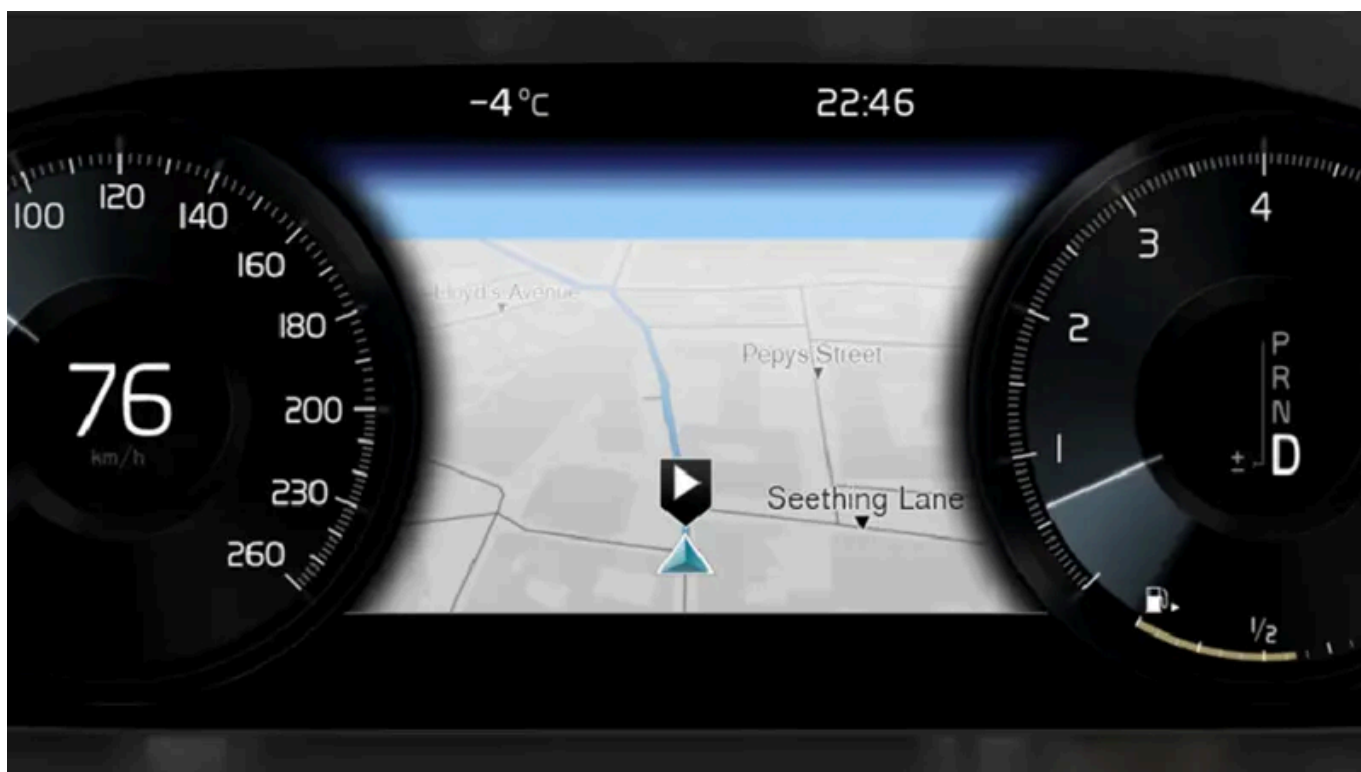 -4°C
22:46
100
120
140
160
180
200
230
260
76
km/h
Lloyd's Avenue
Pepys Street
Seething Lane
4
3
2
1
P
R
N
± D
1/2